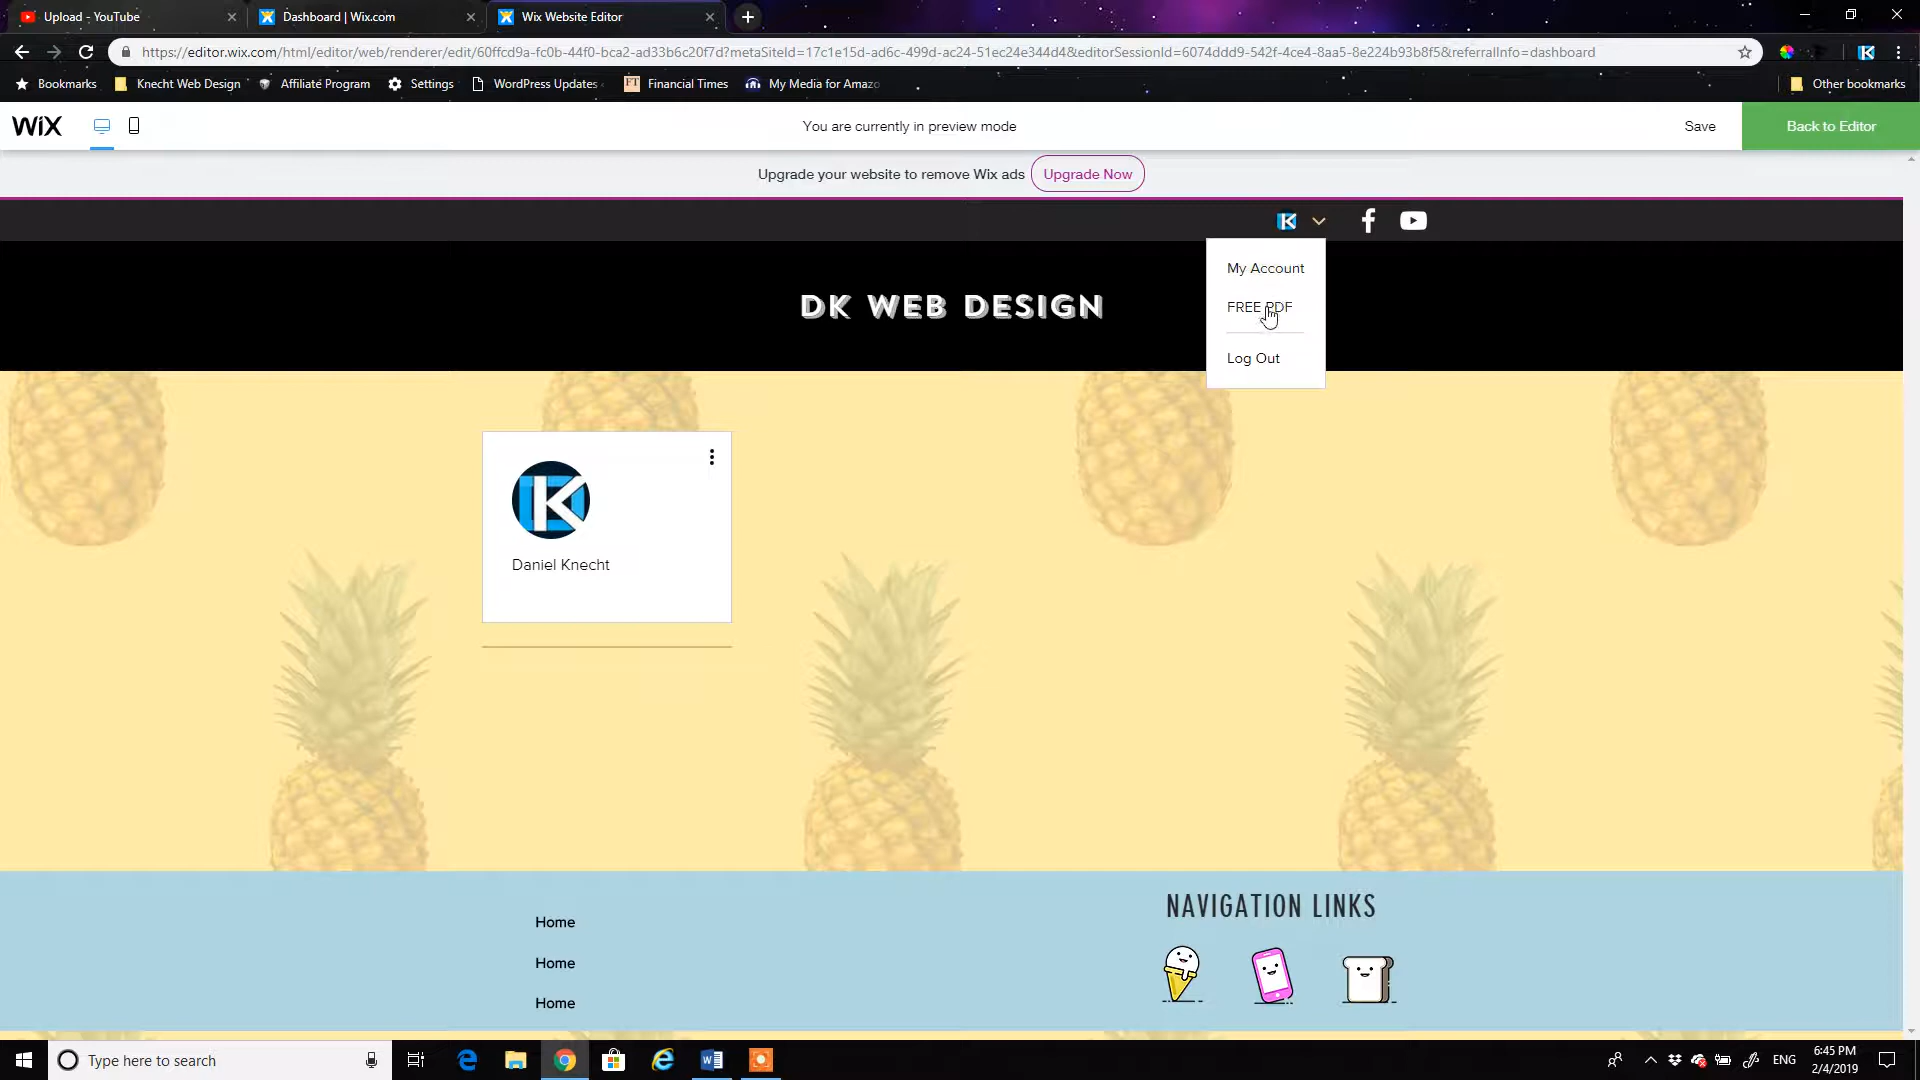 Upload - YouTube
Dashboard | Wix.com
Wix Website Editor
https://editor.wix.com/html/editor/web/renderer/edit/60ffcd9a-fc0b-44f0-bca2-ad33b6c20f7d?metaSiteId=17c1e15d-ad6c-499d-ac24-51ec24e344d4&editorSessionId=6074ddd9-542f-4ce4-8aa5-8e224b93b8f5&referralInfo=dashboard
Bookmarks
Knecht Web Design
Affiliate Program
Settings
WordPress Updates
FT
Financial Times
My Media for Amazo
Other bookmarks
WiX
You are currently in preview mode
Save
Back to Editor
Upgrade your website to remove Wix ads
Upgrade Now
K
My Account
FREE PDF
Log Out
DK WEB DESIGN
K
Daniel Knecht
NAVIGATION LINKS
Home
Home
Home
Type here to search
ENG
6:45 PM
2/4/2019